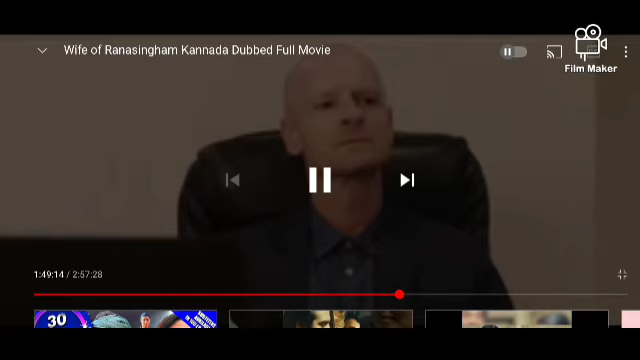 Wife of Ranasingham Kannada Dubbed Full Movie
Film Maker
1:49:14 / 2:57:28
30